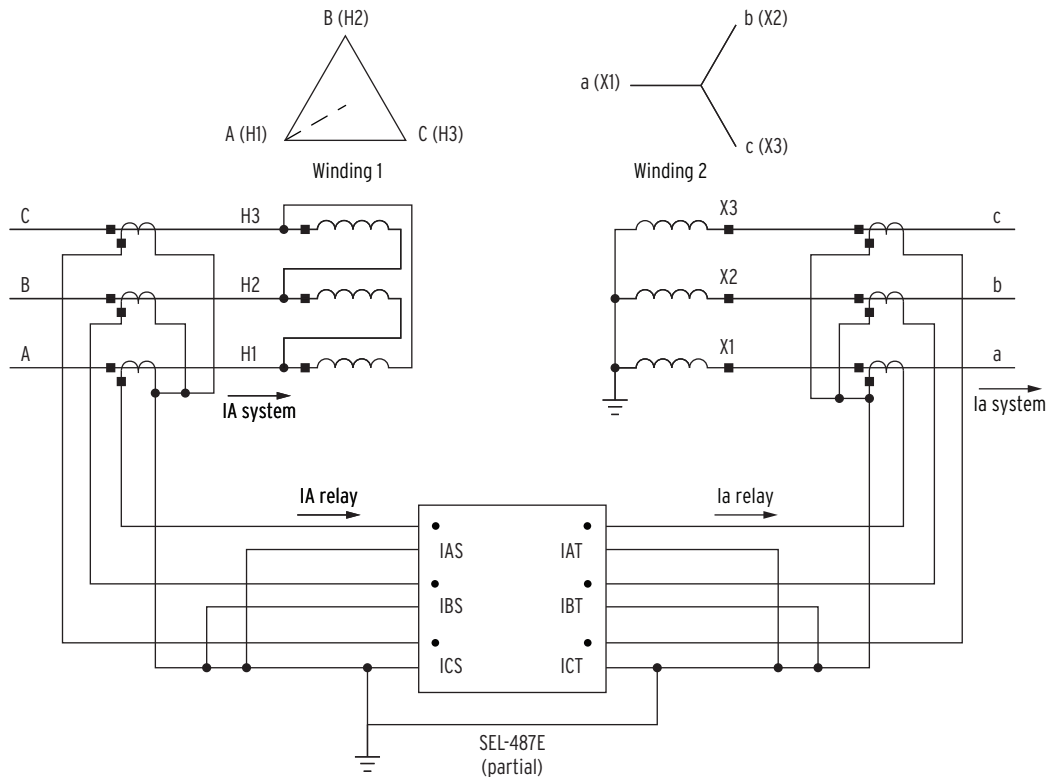 B (H2)
b (X2)
a (X1)
A (H1)
C (H3)
c (X3)
Winding 1
Winding 2
C
H3
X3
c
B
H2
X2
b
A
H1
X1
a
IA system
Ia system
IA relay
Ia relay
IAS
IAT
IBS
IBT
ICS
ICT
SEL-487E
(partial)